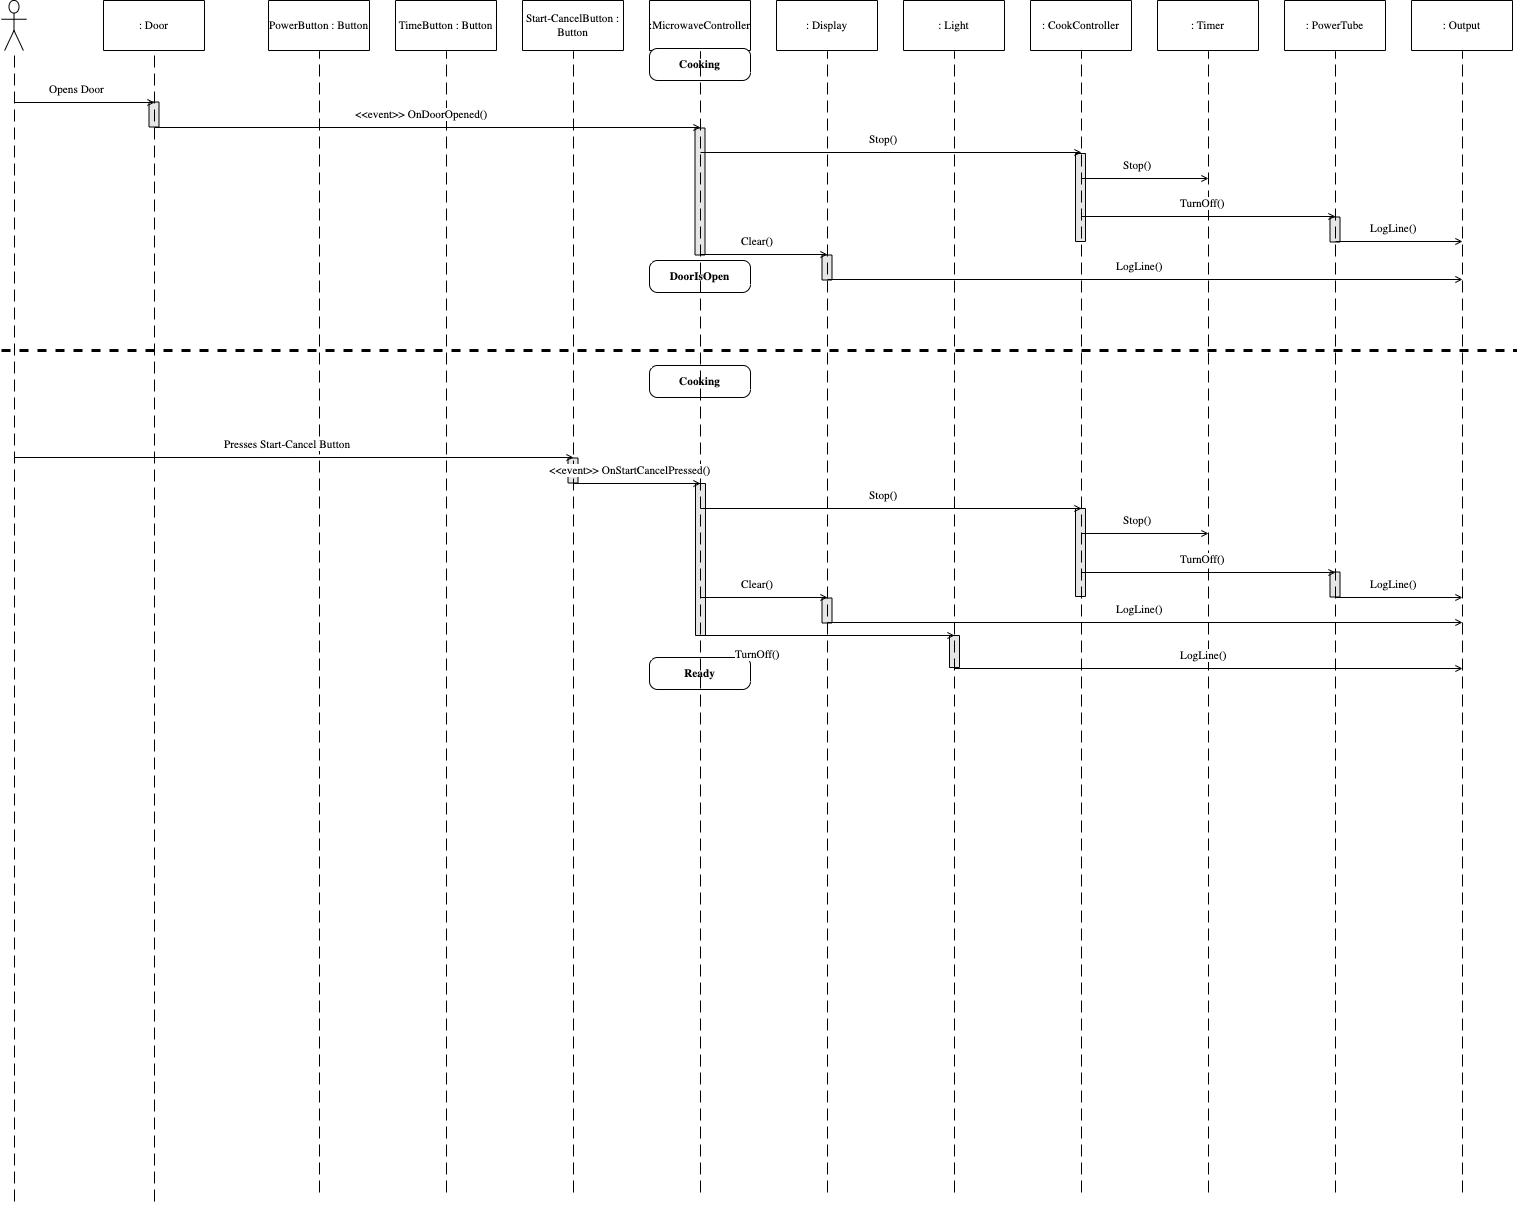 : Door
PowerButton : Button
TimeButton : Button
Start-CancelButton :
Button
:MicrowaveController
: Display
: Light
: CookController
: Timer
: PowerTube
: Output
Cooking
Opens Door
<<event>> OnDoorOpened()
Stop()
Stop()
TurnOff()
LogLine()
Clear()
LogLine()
DoorIsOpen
Cooking
Presses Start-Cancel Button
<<event>> OnStartCancelPressed()
Stop()
Stop()
TurnOff()
Clear()
LogLine()
LogLine()
TurnOff()
LogLine()
Ready